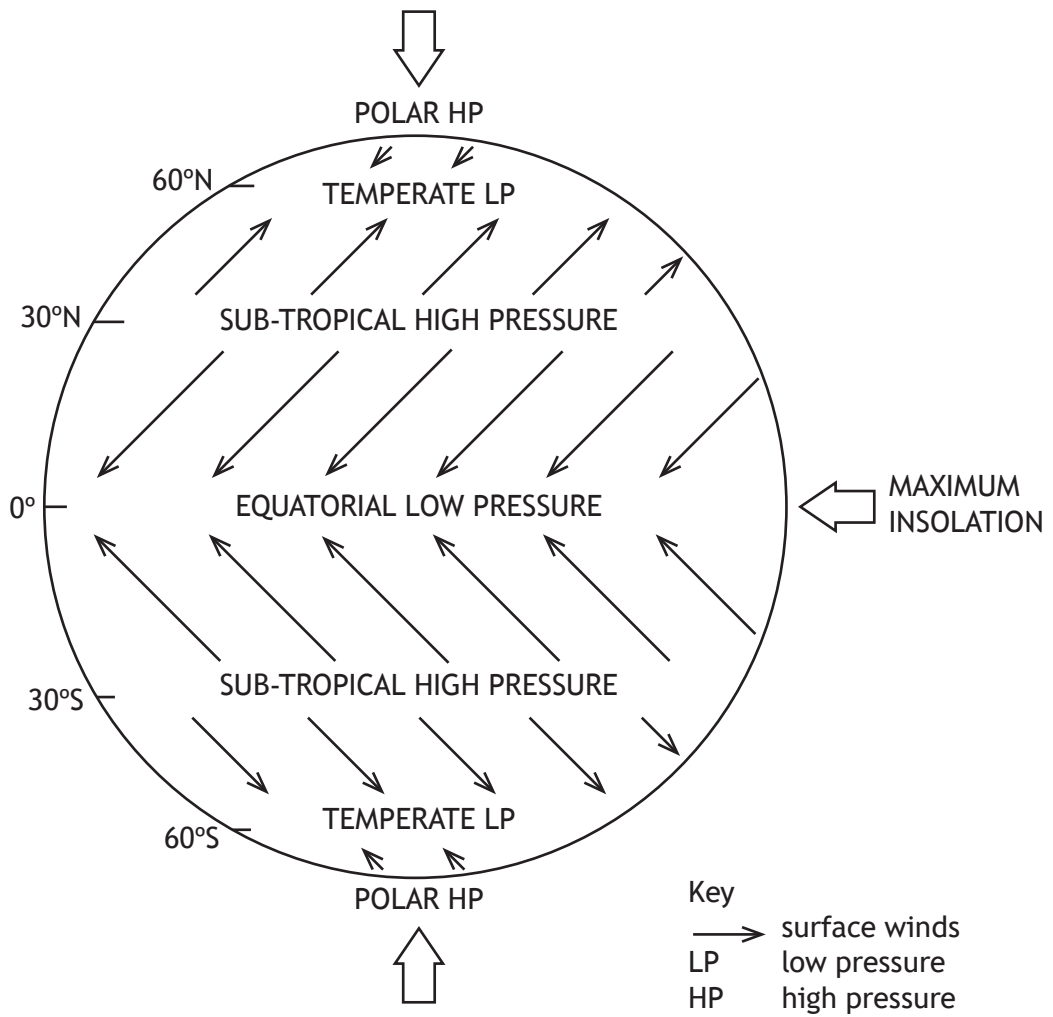 POLAR HP
60ºN
TEMPERATE LP
30ºN
SUB-TROPICAL HIGH PRESSURE
0º
EQUATORIAL LOW PRESSURE
MAXIMUM
INSOLATION
SUB-TROPICAL HIGH PRESSURE
30ºS
TEMPERATE LP
60ºS
POLAR HP
Key
surface winds
LP low pressure
HP high pressure